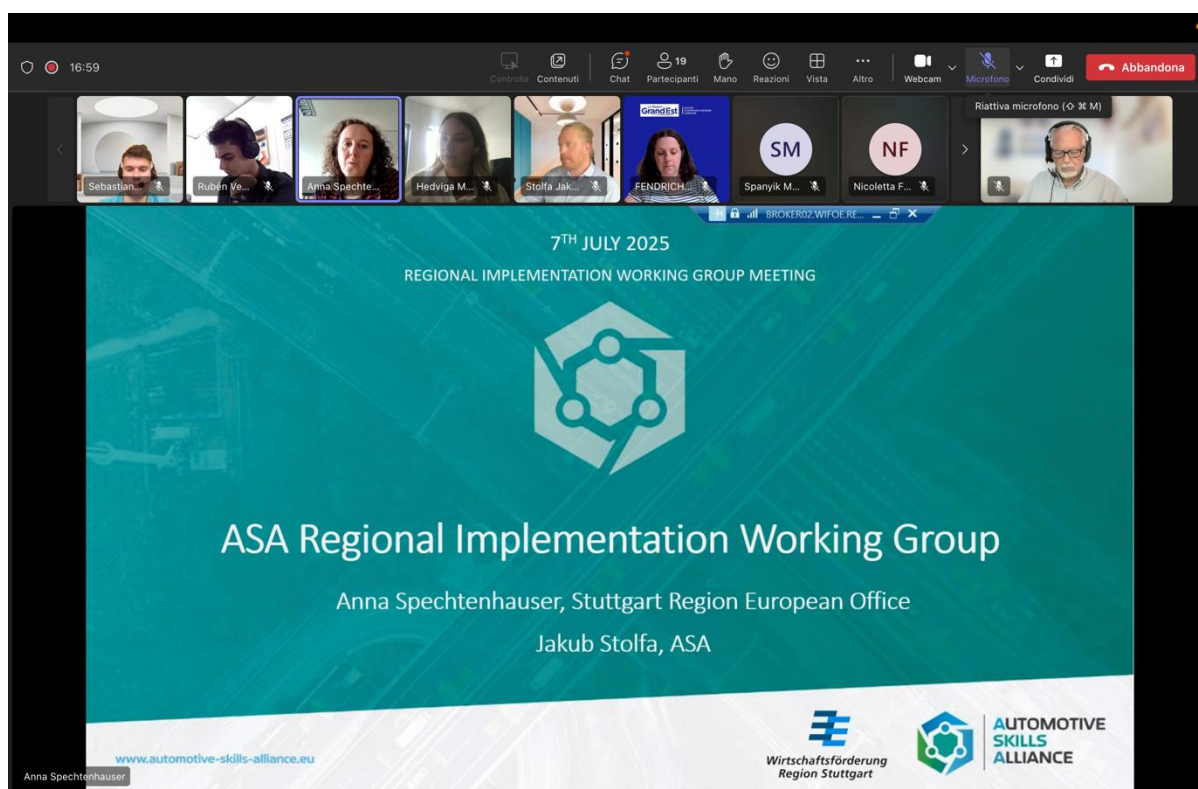 16:59
Controlla
Contenuti
Chat
19
Partecipanti
Mano
Reazioni
Vista
Altro
Webcam
Microfono
Condividi
Abbandona
Riattiva microfono (⇧ ⌘ M)
Grand Est
SM
NF
Sebastian...
Rubén Ve...
Anna Spechte...
Hedviga M...
Stolfa Jak...
FENDRICH...
Spanyik M...
Nicoletta F...
BROKER02.WIFOE.RE...
7TH JULY 2025
REGIONAL IMPLEMENTATION WORKING GROUP MEETING
ASA Regional Implementation Working Group
Anna Spechtenhauser, Stuttgart Region European Office
Jakub Stolfa, ASA
www.automotive-skills-alliance.eu
Wirtschaftsförderung
Region Stuttgart
AUTOMOTIVE
SKILLS
ALLIANCE
Anna Spechtenhauser